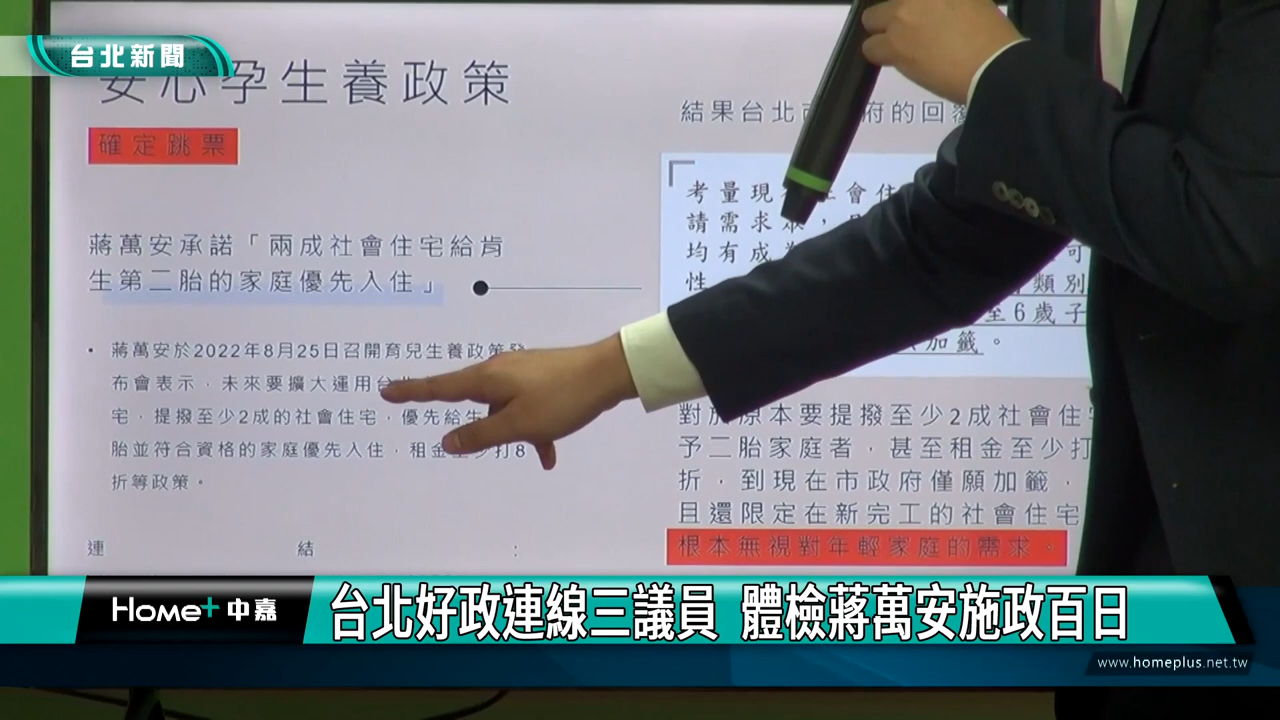 台北新聞
安心孕生養政策
確定跳票
蔣萬安承諾「兩成社會住宅給肯
生第二胎的家庭優先入住」
• 蔣萬安於2022年8月25日召開育兒生養政策發
布會表示，未來要擴大運用台
宅，提撥至少2成的社會住宅，優先給生
胎並符合資格的家庭優先入住，租金至少打8
折等政策。
連 結 :
結果台北市 府的回覆
考量現 會住
請需求眾，
均有成 可
性 類別
至6歲子
加籤。
對於原本要提撥至少2成社會住宅
予二胎家庭者，甚至租金至少打
折，到現在市政府僅願加籤，
且還限定在新完工的社會住宅
根本無視對年輕家庭的需求。
Home+中嘉
台北好政連線三議員 體檢蔣萬安施政百日
www.homeplus.net.tw